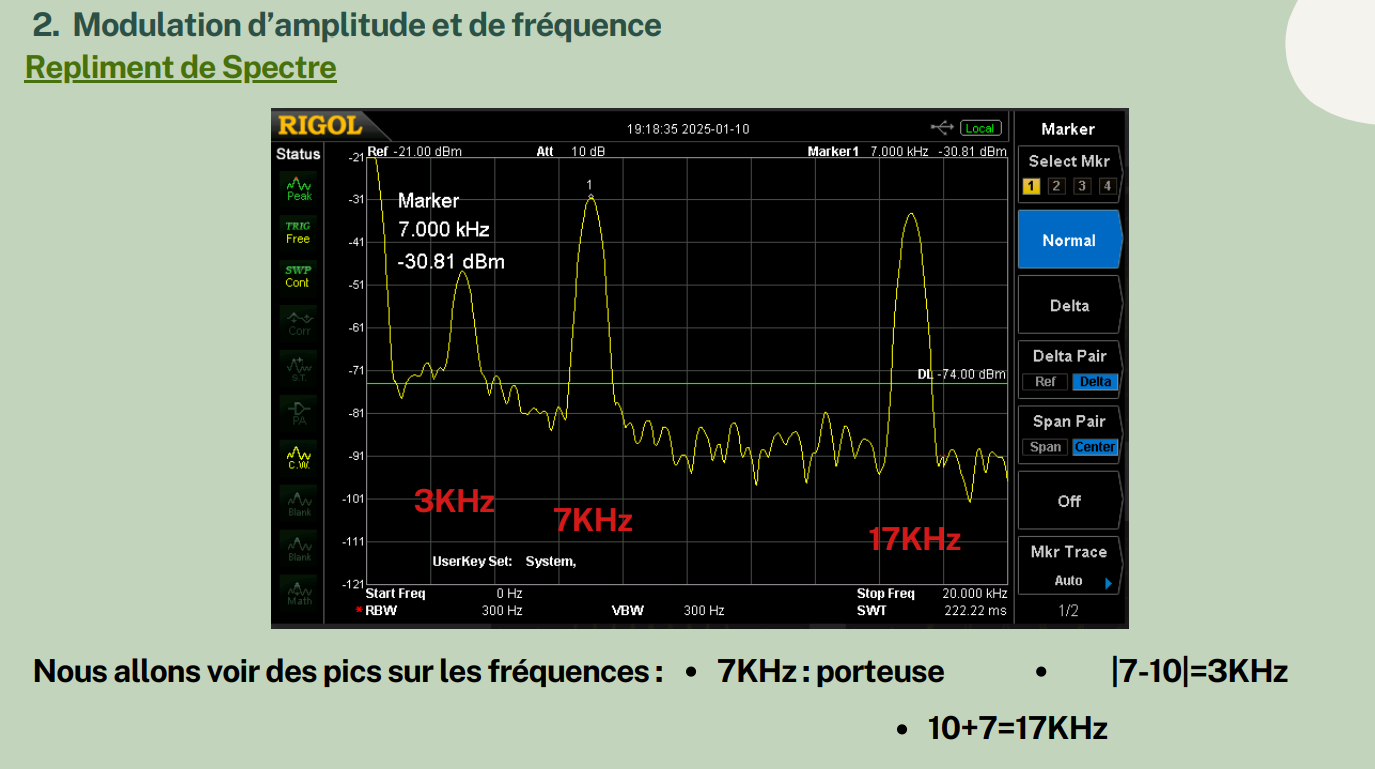 2. Modulation d'amplitude et de fréquence
Repliment de Spectre
RIGOL
19:18:35 2025-01-10
Local
Status
Peak
TRIG
Free
SWP
Cont
Corr
S.T.
PA
C.W.
Blank
Blank
Math
Ref -21.00 dBm Att 10 dB Marker1 7.000 kHz -30.81 dBm
-21
-31
-41
-51
-61
-71
-81
-91
-101
-111
-121
1
Marker
7.000 kHz
-30.81 dBm
DL -74.00 dBm
3KHz
7KHz
17KHz
UserKey Set: System,
Start Freq 0 Hz Stop Freq 20.000 kHz
*RBW 300 Hz VBW 300 Hz SWT 222.22 ms
Marker
Select Mkr
1 2 3 4
Normal
Delta
Delta Pair
Ref Delta
Span Pair
Span Center
Off
Mkr Trace
Auto
1/2
Nous allons voir des pics sur les fréquences : • 7KHz : porteuse • |7-10|=3KHz
• 10+7=17KHz